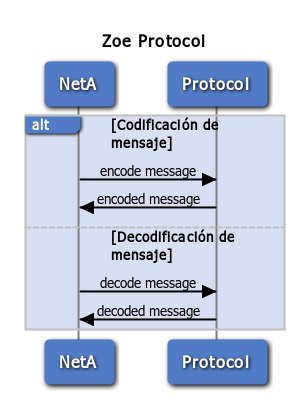 Zoe Protocol
NetA Protocol
alt [Codificación de
mensaje]
encode message
encoded message
[Decodificación de
mensaje]
decode message
decoded message
NetA Protocol